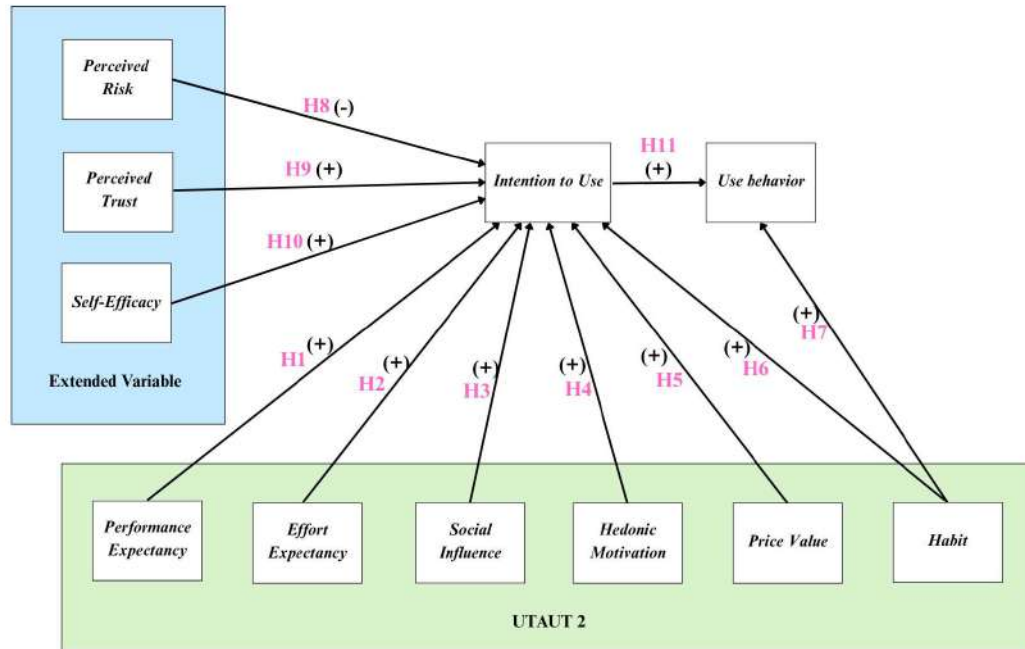 Perceived
Risk
H8 (-)
H11
(+)
Perceived
Trust
H9 (+)
Intention to Use
Use behavior
H10 (+)
Self-Efficacy
Extended Variable
H1 (+)
H2 (+)
(+)
H3
(+)
H4
(+)
H5
(+)
H6
(+)
H7
Performance
Expectancy
Effort
Expectancy
Social
Influence
Hedonic
Motivation
Price Value
Habit
UTAUT 2